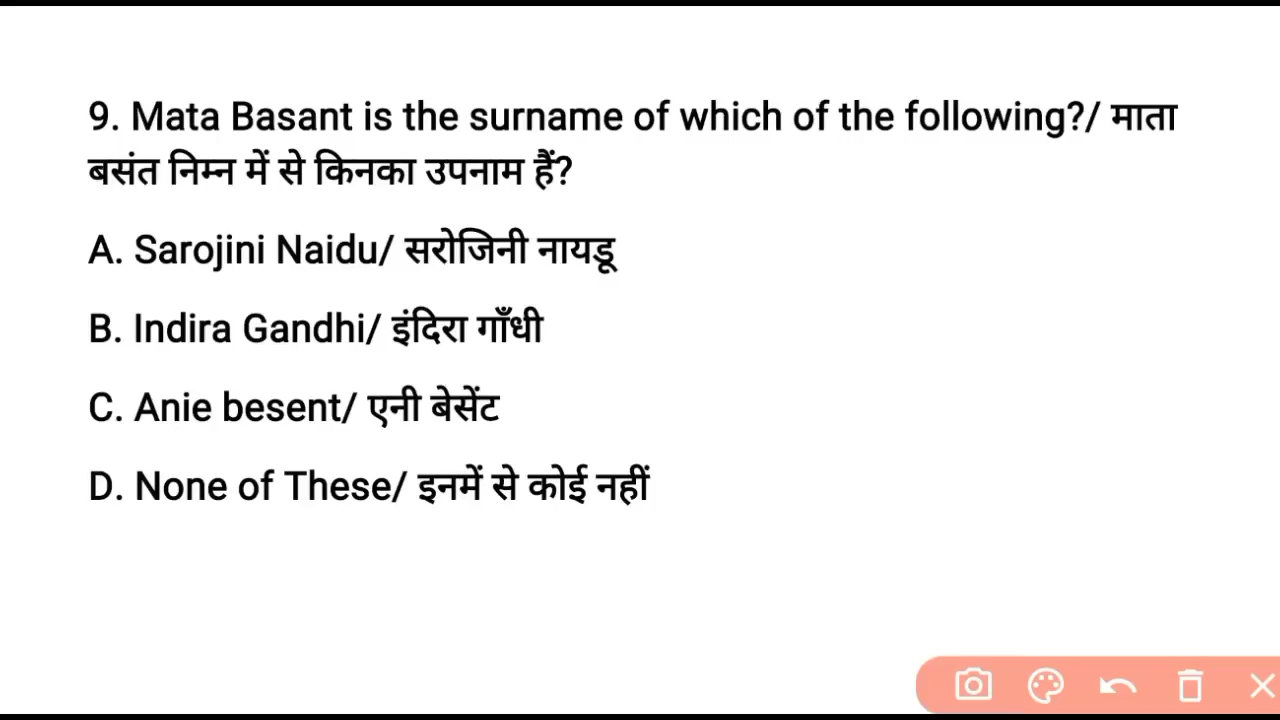 9. Mata Basant is the surname of which of the following?/ माता
बसंत निम्न में से किनका उपनाम हैं?
A. Sarojini Naidu/ सरोजिनी नायडू
B. Indira Gandhi/ इंदिरा गाँधी
C. Anie besent/ एनी बेसेंट
D. None of These/ इनमें से कोई नहीं